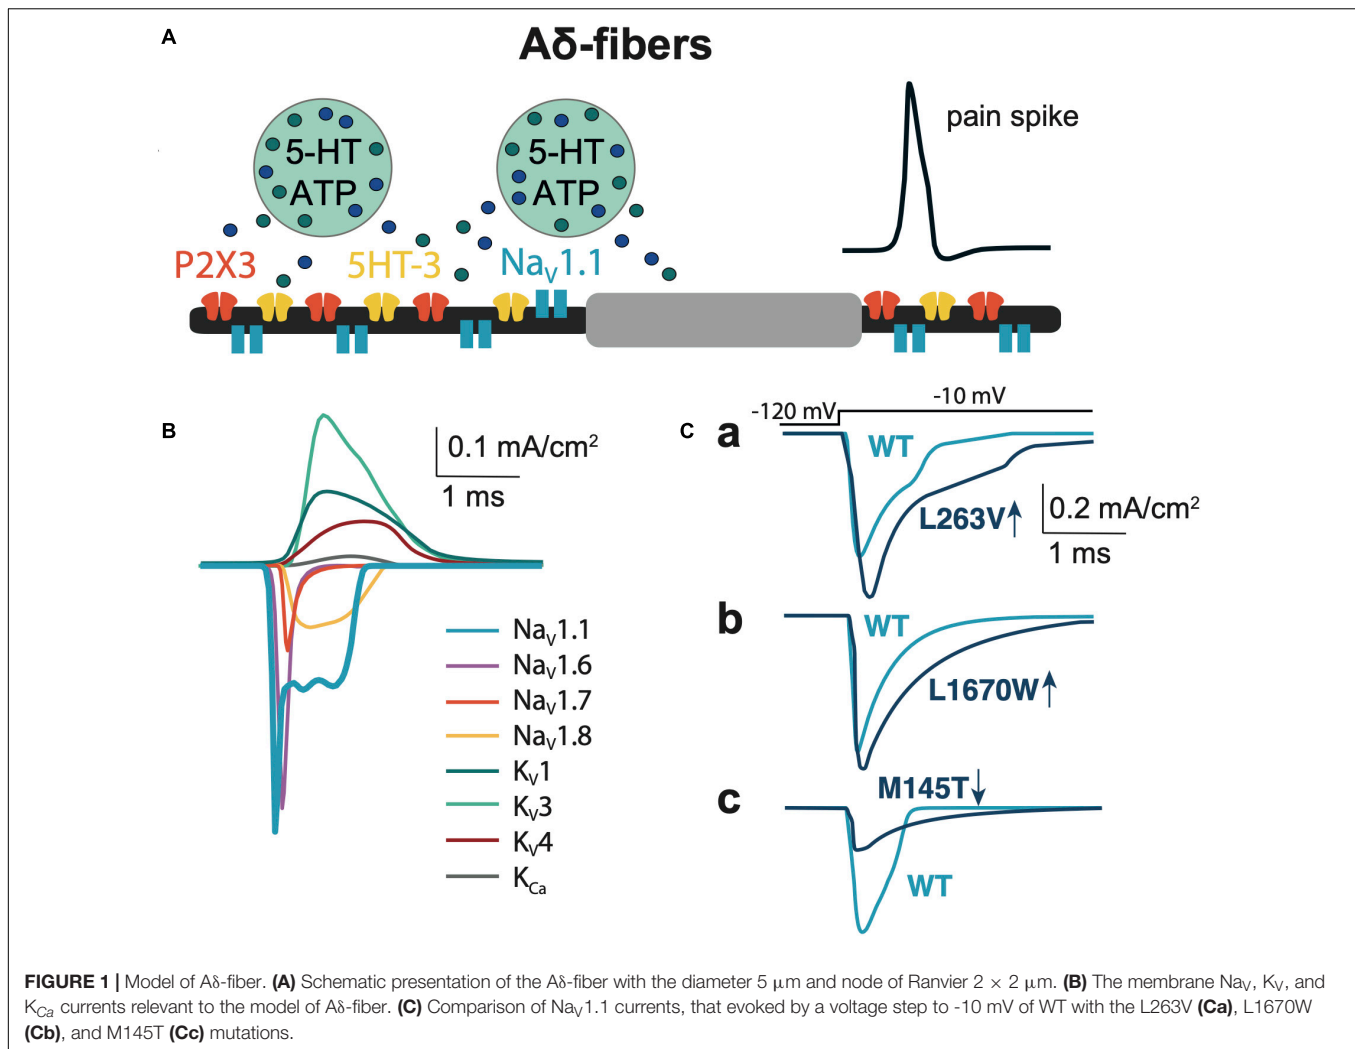 A
Aδ-fibers
pain spike
5-HT
ATP
5-HT
ATP
P2X3
5HT-3
NaV1.1
B
0.1 mA/cm2
1 ms
NaV1.1
NaV1.6
NaV1.7
NaV1.8
KV1
KV3
KV4
KCa
C
a
-120 mV
-10 mV
WT
L263V↑
0.2 mA/cm2
1 ms
b
WT
L1670W↑
c
M145T↓
WT
FIGURE 1 | Model of Aδ-fiber. (A) Schematic presentation of the Aδ-fiber with the diameter 5 μm and node of Ranvier 2 × 2 μm. (B) The membrane NaV, KV, and
KCa currents relevant to the model of Aδ-fiber. (C) Comparison of NaV1.1 currents, that evoked by a voltage step to -10 mV of WT with the L263V (Ca), L1670W
(Cb), and M145T (Cc) mutations.